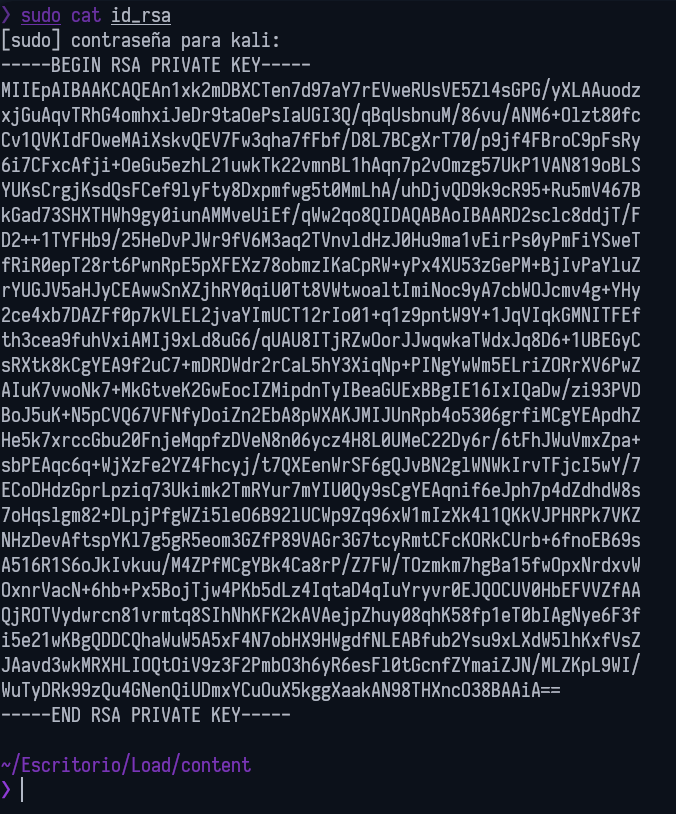 ❯ sudo cat id_rsa
[sudo] contraseña para kali:
-----BEGIN RSA PRIVATE KEY-----
MIIEpAIBAAKCAQEAn1xk2mDBXCTen7d97aY7rEVweRUsVE5Zl4sGPG/yXLAAuodz
xjGuAqvTRhG4omhxiJeDr9taOePsIaUGI3Q/qBqUsbnuM/86vu/ANM6+Olzt80fc
Cv1QVKIdFOweMAiXskvQEV7Fw3qha7fFbf/D8L7BCgXrT70/p9jf4FBroC9pFsRy
6i7CFxcAfji+OeGu5ezhL21uwkTk22vmnBL1hAqn7p2vOmzg57UkP1VAN819oBLS
YUKsCrgjKsdQsFCef9lyFty8Dxpmfwg5t0MmLhA/uhDjvQD9k9cR95+Ru5mV467B
kGad73SHXTHWh9gy0iunAMMveUiEf/qWw2qo8QIDAQABAoIBAARD2sclc8ddjT/F
D2++1TYFHb9/25HeDvPJWr9fV6M3aq2TVnvldHzJ0Hu9ma1vEirPs0yPmFiYSweT
fRiR0epT28rt6PwnRpE5pXFEXz78obmzIKaCpRW+yPx4XU53zGePM+BjIvPaYluZ
rYUGJV5aHJyCEAwwSnXZjhRY0qiU0Tt8VWtwoaltImiNoc9yA7cbWOJcmv4g+YHy
2ce4xb7DAZFf0p7kVLEL2jvaYImUCT12rIo01+q1z9pntW9Y+1JqVIqkGMNITFEf
th3cea9fuhVxiAMIj9xLd8uG6/qUAU8ITjRZwOorJJwqwkaTWdxJq8D6+1UBEGyC
sRXtk8kCgYEA9f2uC7+mDRDWdr2rCaL5hY3XiqNp+PINgYwWm5ELriZORrXV6PwZ
AIuK7vwoNk7+MkGtveK2GwEocIZMipdnTyIBeaGUExBBgIE16IxIQaDw/zi93PVD
BoJ5uK+N5pCVQ67VFNfyDoiZn2EbA8pWXAKJMIJUnRpb4o5306grfiMCgYEApdhZ
He5k7xrccGbu20FnjeMqpfzDVeN8n06ycz4H8L0UMeC22Dy6r/6tFhJWuVmxZpa+
sbPEAqc6q+WjXzFe2YZ4Fhcyj/t7QXEenWrSF6gQJvBN2glWNWkIrvTFjcI5wY/7
ECoDHdzGprLpziq73Ukimk2TmRYur7mYIU0Qy9sCgYEAqnif6eJph7p4dZdhdW8s
7oHqslgm82+DLpjPfgWZi5leO6B92lUCWp9Zq96xW1mIzXk4l1QKkVJPHRPk7VKZ
NHzDevAftspYKl7g5gR5eom3GZfP89VAGr3G7tcyRmtCFcKORkCUrb+6fnoEB69s
A516R1S6oJkIvkuu/M4ZPfMCgYBk4Ca8rP/Z7FW/TOzmkm7hgBa15fwOpxNrdxvW
OxnrVacN+6hb+Px5BojTjw4PKb5dLz4IqtaD4qIuYryvr0EJQOCUV0HbEFVVZfAA
QjROTVydwrcn81vrmtq8SIhNhKFK2kAVAejpZhuy08qhK58fp1eT0bIAgNye6F3f
i5e21wKBgQDDCQhaWuW5A5xF4N7obHX9HWgdfNLEABfub2Ysu9xLXdW5lhKxfVsZ
JAavd3wkMRXHLIOQtOiV9z3F2PmbO3h6yR6esFl0tGcnfZYmaiZJN/MLZKpL9WI/
WuTyDRk99zQu4GNenQiUDmxYCuOuX5kggXaakAN98THXncO38BAAiA==
-----END RSA PRIVATE KEY-----
~/Escritorio/Load/content
❯